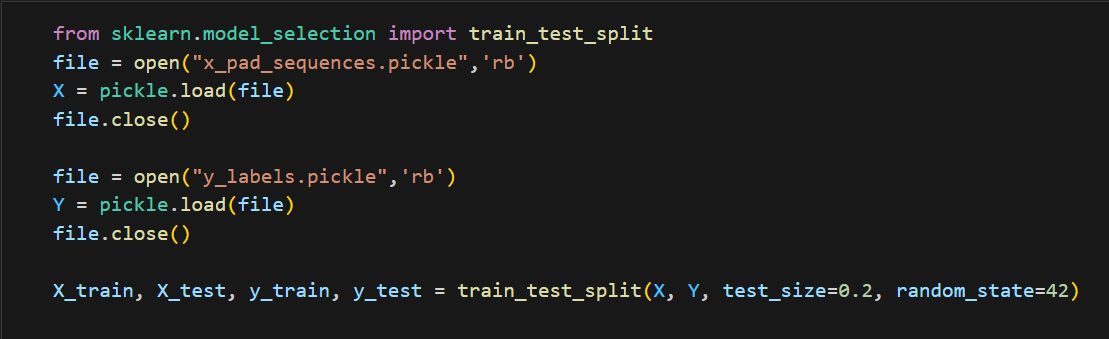 from sklearn.model_selection import train_test_split
file = open("x_pad_sequences.pickle",'rb')
X = pickle.load(file)
file.close()
file = open("y_labels.pickle",'rb')
Y = pickle.load(file)
file.close()
X_train, X_test, y_train, y_test = train_test_split(X, Y, test_size=0.2, random_state=42)